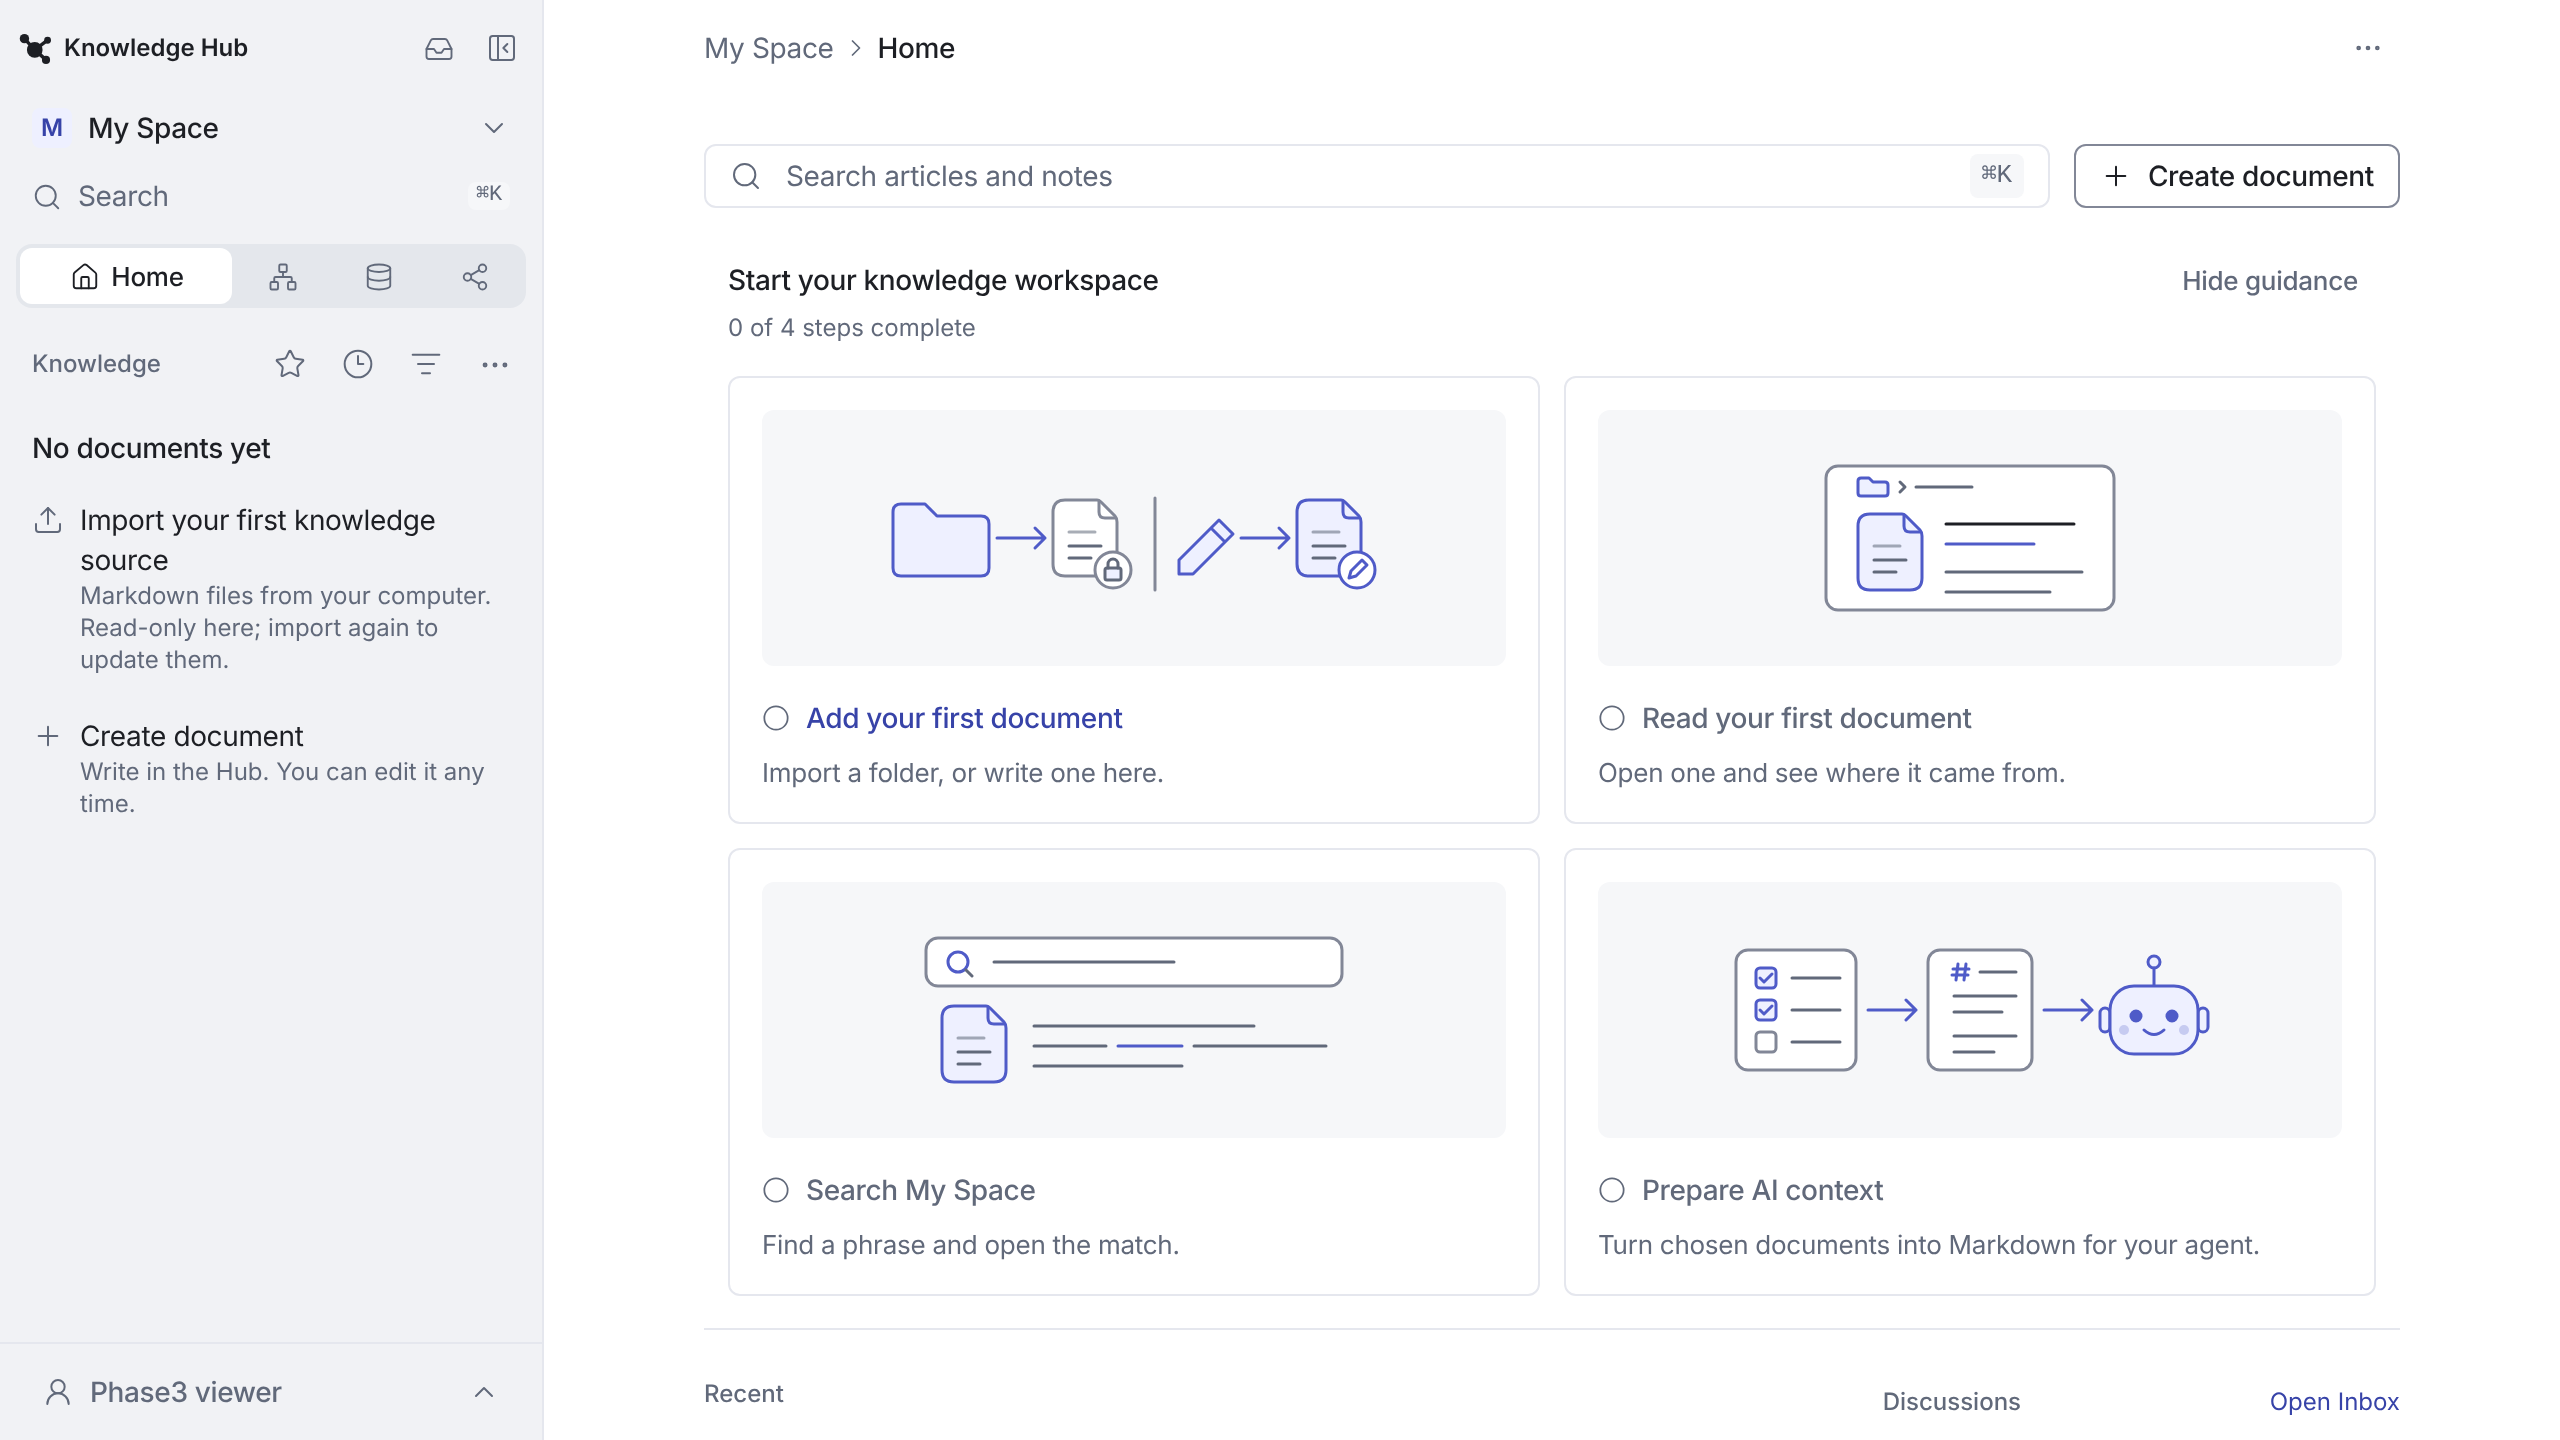 Knowledge Hub
M My Space
Search ⌘K
Home
Knowledge
No documents yet
Import your first knowledge
source
Markdown files from your computer.
Read-only here; import again to
update them.
Create document
Write in the Hub. You can edit it any
time.
Phase3 viewer
My Space > Home
Search articles and notes ⌘K
Create document
Start your knowledge workspace
Hide guidance
0 of 4 steps complete
Add your first document
Import a folder, or write one here.
Read your first document
Open one and see where it came from.
Search My Space
Find a phrase and open the match.
#
Prepare AI context
Turn chosen documents into Markdown for your agent.
Recent
Discussions
Open Inbox